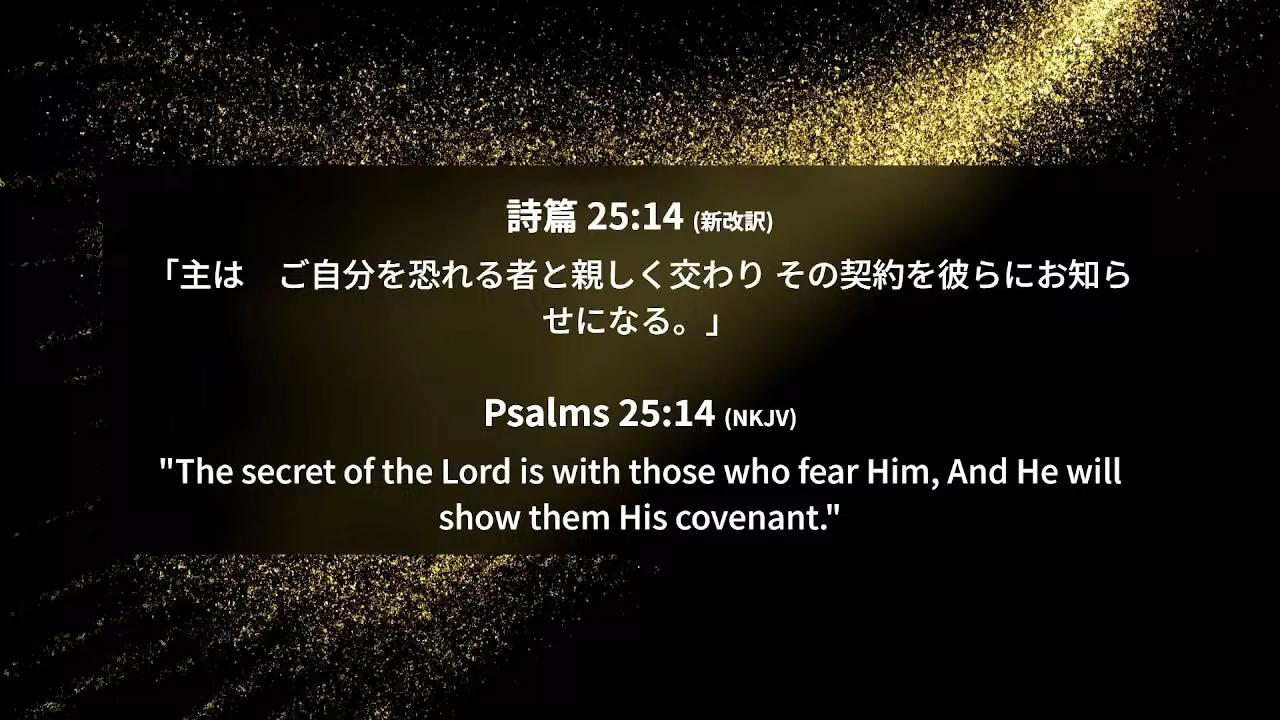 詩篇 25:14 (新改訳)
「主は　ご自分を恐れる者と親しく交わり その契約を彼らにお知ら
せになる。」
Psalms 25:14 (NKJV)
"The secret of the Lord is with those who fear Him, And He will
show them His covenant."